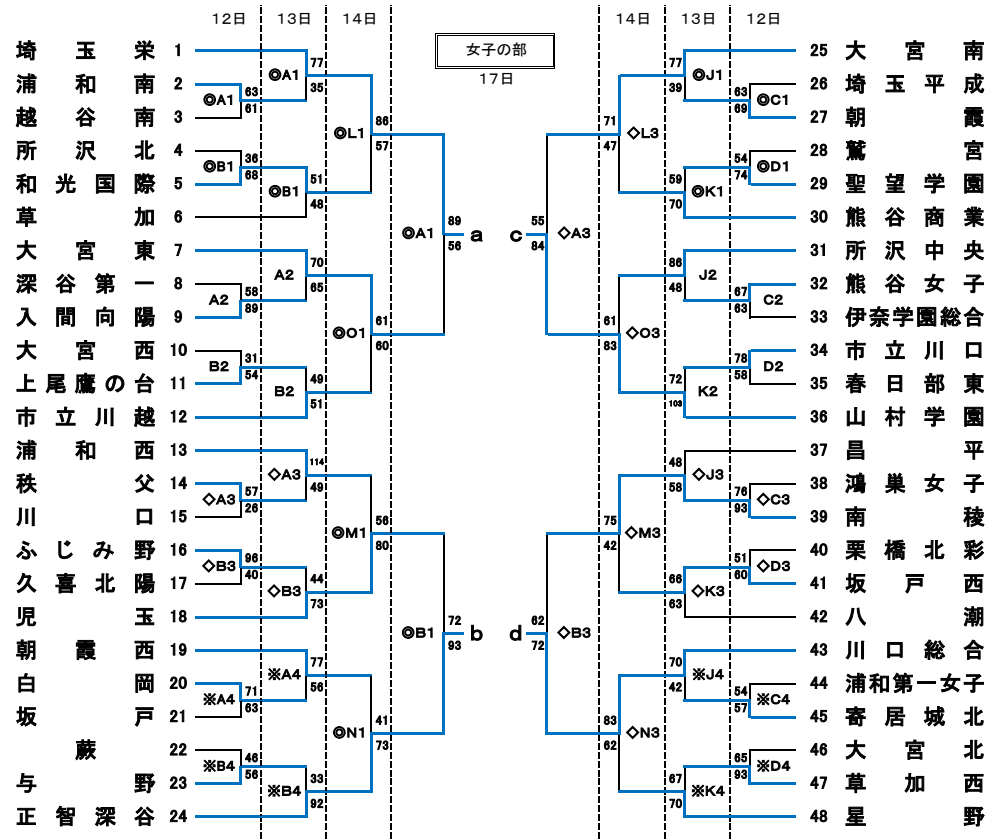 12日 13日 14日 女子の部 14日 13日 12日
17日
埼玉栄 1 25 大宮南
浦和南 2 26 埼玉平成
越谷南 3 27 朝霞
所沢北 4 28 鷲宮
和光国際 5 29 聖望学園
草加 6 30 熊谷商業
大宮東 7 31 所沢中央
深谷第一 8 32 熊谷女子
入間向陽 9 33 伊奈学園総合
大宮西 10 34 市立川口
上尾鷹の台 11 35 春日部東
市立川越 12 36 山村学園
浦和西 13 37 昌平
秩父 14 38 鴻巣女子
川口 15 39 南稜
ふじみ野 16 40 栗橋北彩
久喜北陽 17 41 坂戸西
児玉 18 42 八潮
朝霞西 19 43 川口総合
白岡 20 44 浦和第一女子
坂戸 21 45 寄居城北
蕨 22 46 大宮北
与野 23 47 草加西
正智深谷 24 48 星野
◎A1 63 61
◎B1 36 68
A2 58 89
B2 31 54
◇A3 57 26
◇B3 96 40
※A4 71 63
※B4 46 56
◎A1 77 35
◎B1 51 48
A2 70 65
B2 49 51
◇A3 114 49
◇B3 44 73
※A4 77 56
※B4 33 92
◎L1 86 57
◎O1 61 60
◎M1 56 80
◎N1 41 73
◎A1 89 56 a
◎B1 72 93 b
c 55 84 ◇A3
d 62 72 ◇B3
71 47 ◇L3
61 83 ◇O3
75 42 ◇M3
83 62 ◇N3
77 39 ◎J1
59 70 ◎K1
86 48 J2
72 103 K2
48 58 ◇J3
66 63 ◇K3
70 42 ※J4
67 70 ※K4
63 69 ◎C1
54 74 ◎D1
67 63 C2
78 58 D2
76 93 ◇C3
51 60 ◇D3
54 57 ※C4
65 93 ※D4